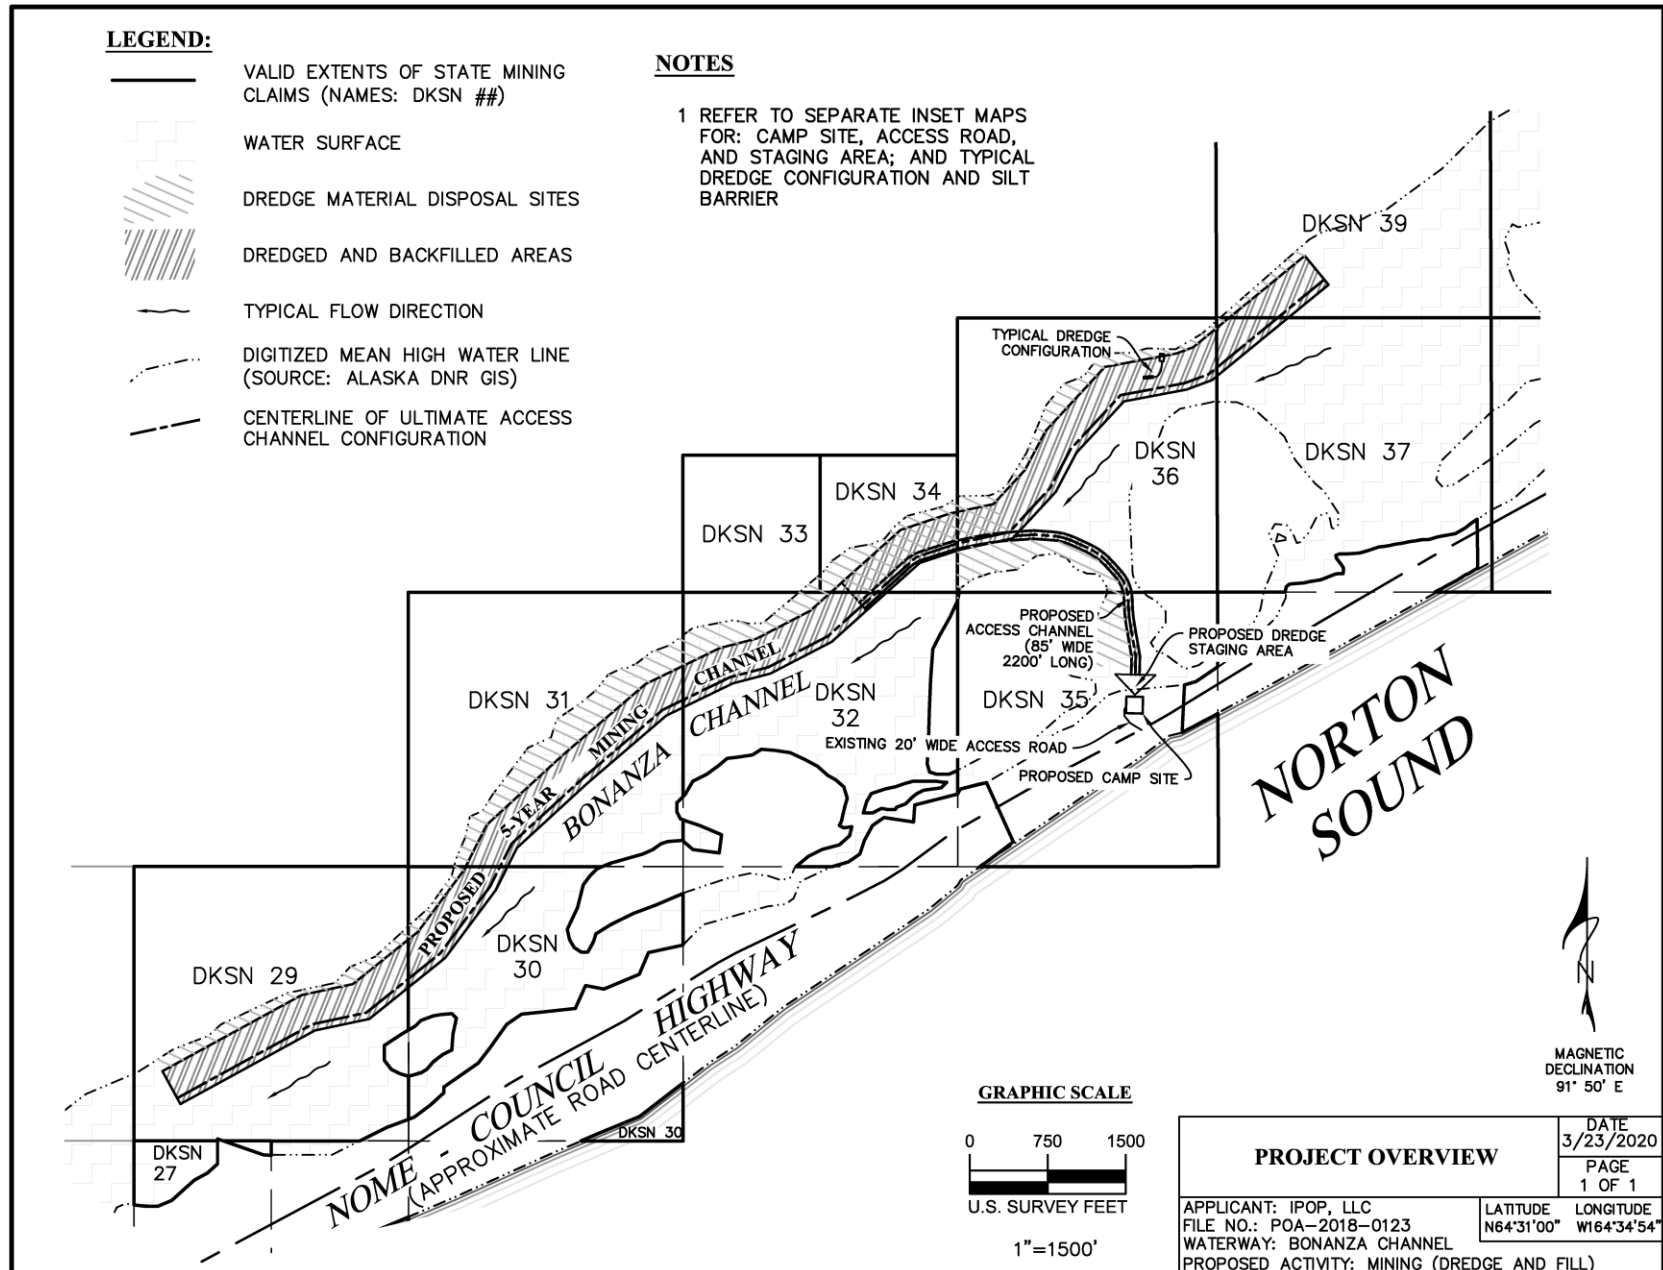 LEGEND:
VALID EXTENTS OF STATE MINING
CLAIMS (NAMES: DKSN ##)
WATER SURFACE
DREDGE MATERIAL DISPOSAL SITES
DREDGED AND BACKFILLED AREAS
TYPICAL FLOW DIRECTION
DIGITIZED MEAN HIGH WATER LINE
(SOURCE: ALASKA DNR GIS)
CENTERLINE OF ULTIMATE ACCESS
CHANNEL CONFIGURATION
NOTES
1 REFER TO SEPARATE INSET MAPS
FOR: CAMP SITE, ACCESS ROAD,
AND STAGING AREA; AND TYPICAL
DREDGE CONFIGURATION AND SILT
BARRIER
DKSN 39
TYPICAL DREDGE
CONFIGURATION
DKSN
36
DKSN 37
DKSN 34
DKSN 33
PROPOSED
ACCESS CHANNEL
(85' WIDE
2200' LONG)
PROPOSED DREDGE
STAGING AREA
DKSN 31
DKSN
32
DKSN 35
EXISTING 20' WIDE ACCESS ROAD
PROPOSED CAMP SITE
PROPOSED 5-YEAR MINING CHANNEL
BONANZA CHANNEL
NORTON
SOUND
DKSN
30
DKSN 29
DKSN
27
DKSN 30
NOME - COUNCIL HIGHWAY
(APPROXIMATE ROAD CENTERLINE)
N
MAGNETIC
DECLINATION
91° 50' E
GRAPHIC SCALE
0 750 1500
U.S. SURVEY FEET
1"=1500'
PROJECT OVERVIEW
DATE
3/23/2020
PAGE
1 OF 1
APPLICANT: IPOP, LLC
FILE NO.: POA-2018-0123
WATERWAY: BONANZA CHANNEL
PROPOSED ACTIVITY: MINING (DREDGE AND FILL)
LATITUDE
N64°31'00"
LONGITUDE
W164°34'54"